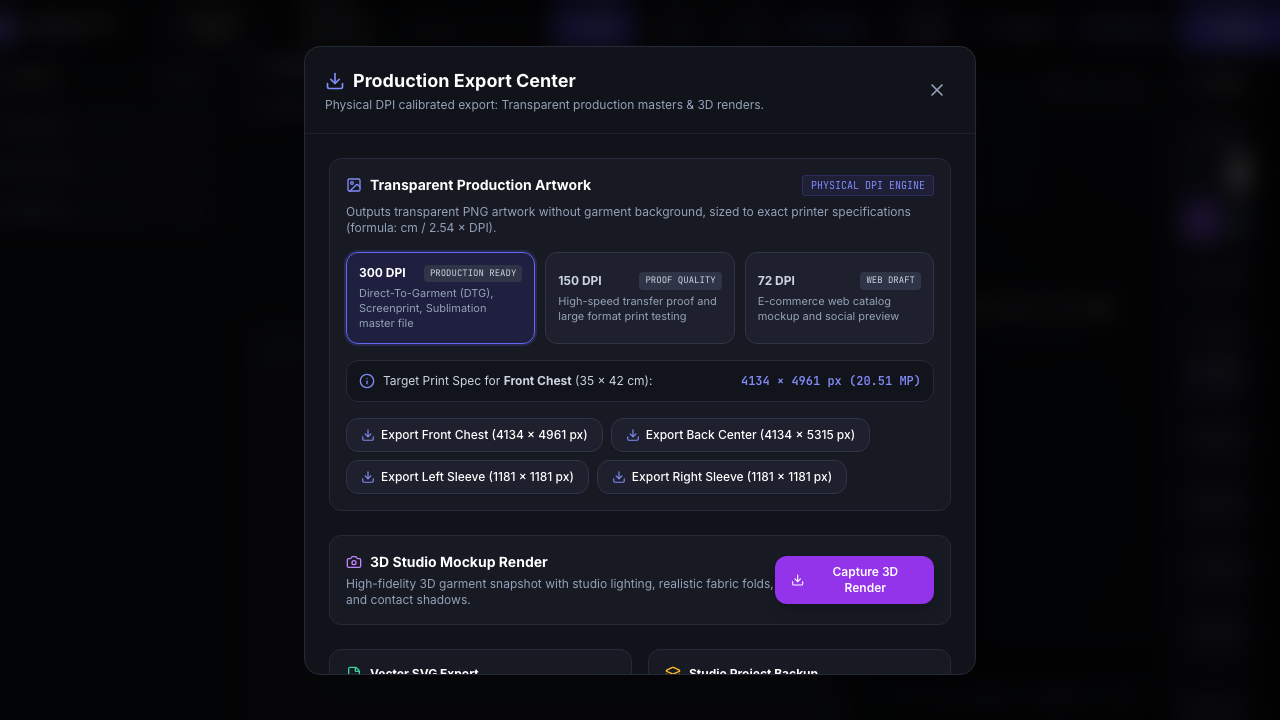 Production Export Center
Physical DPI calibrated export: Transparent production masters & 3D renders.
Transparent Production Artwork
PHYSICAL DPI ENGINE
Outputs transparent PNG artwork without garment background, sized to exact printer specifications
(formula: cm / 2.54 × DPI).
300 DPI
PRODUCTION READY
Direct-To-Garment (DTG),
Screenprint, Sublimation
master file
150 DPI
PROOF QUALITY
High-speed transfer proof and
large format print testing
72 DPI
WEB DRAFT
E-commerce web catalog
mockup and social preview
Target Print Spec for Front Chest (35 × 42 cm):
4134 × 4961 px (20.51 MP)
Export Front Chest (4134 × 4961 px)
Export Back Center (4134 × 5315 px)
Export Left Sleeve (1181 × 1181 px)
Export Right Sleeve (1181 × 1181 px)
3D Studio Mockup Render
High-fidelity 3D garment snapshot with studio lighting, realistic fabric folds,
and contact shadows.
Capture 3D
Render
Vector SVG Export
Studio Project Backup